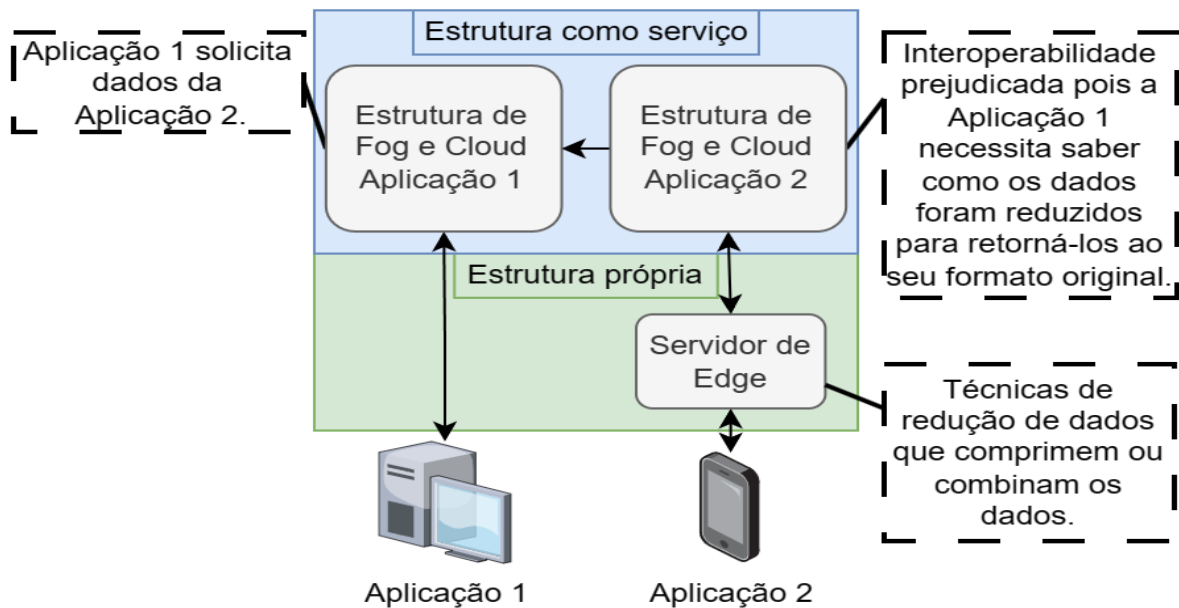 Estrutura como serviço
Aplicação 1 solicita
dados da
Aplicação 2.
Estrutura de
Fog e Cloud
Aplicação 1
Estrutura de
Fog e Cloud
Aplicação 2
Interoperabilidade
prejudicada pois a
Aplicação 1
necessita saber
como os dados
foram reduzidos
para retorná-los ao
seu formato original.
Estrutura própria
Servidor de
Edge
Técnicas de
redução de dados
que comprimem ou
combinam os
dados.
Aplicação 1
Aplicação 2